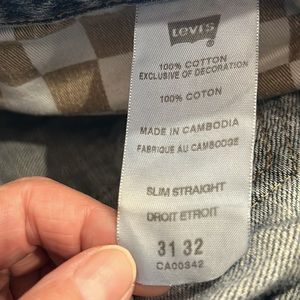 Levi's
100% COTTON
EXCLUSIVE OF DECORATION
100% COTON
MADE IN CAMBODIA
FABRIQUE AU CAMBODGE
SLIM STRAIGHT
DROIT ETROIT
31 32
CA00342